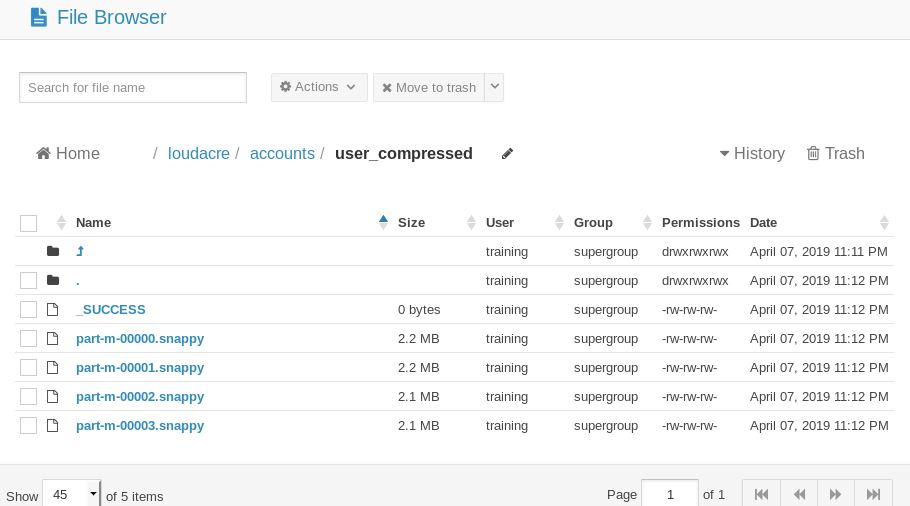 File Browser
Search for file name
Actions
Move to trash
Home / loudacre / accounts / user_compressed
History
Trash
Name Size User Group Permissions Date
training supergroup drwxrwxrwx April 07, 2019 11:11 PM
. training supergroup drwxrwxrwx April 07, 2019 11:12 PM
_SUCCESS 0 bytes training supergroup -rw-rw-rw- April 07, 2019 11:12 PM
part-m-00000.snappy 2.2 MB training supergroup -rw-rw-rw- April 07, 2019 11:12 PM
part-m-00001.snappy 2.2 MB training supergroup -rw-rw-rw- April 07, 2019 11:12 PM
part-m-00002.snappy 2.1 MB training supergroup -rw-rw-rw- April 07, 2019 11:12 PM
part-m-00003.snappy 2.1 MB training supergroup -rw-rw-rw- April 07, 2019 11:12 PM
Show 45 of 5 items
Page 1 of 1